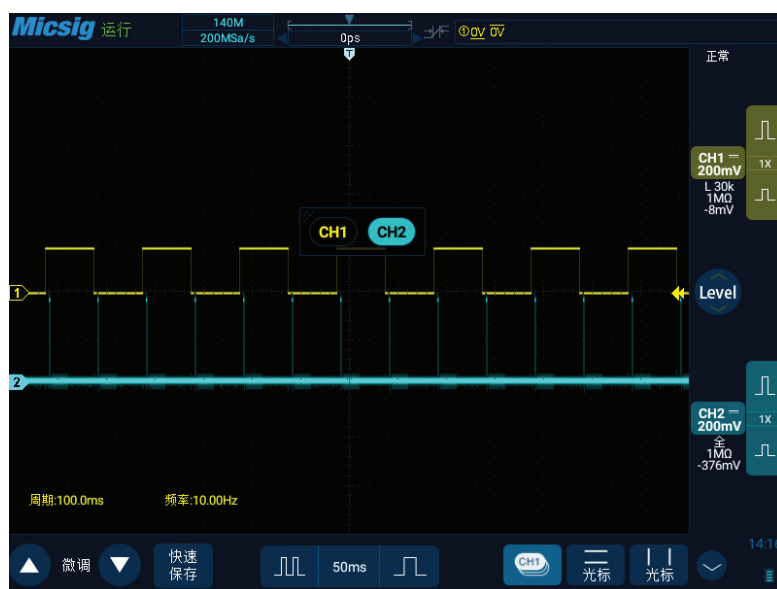 Micsig 运行
140M
200MSa/s
0ps
①0V 0V
T
正常
CH1
200mV
1X
L 30k
1MΩ
-8mV
CH1 CH2
1
Level
2
CH2
200mV
1X
全
1MΩ
-376mV
周期:100.0ms 频率:10.00Hz
微调
快速
保存
50ms
CH1
光标
光标
14:16